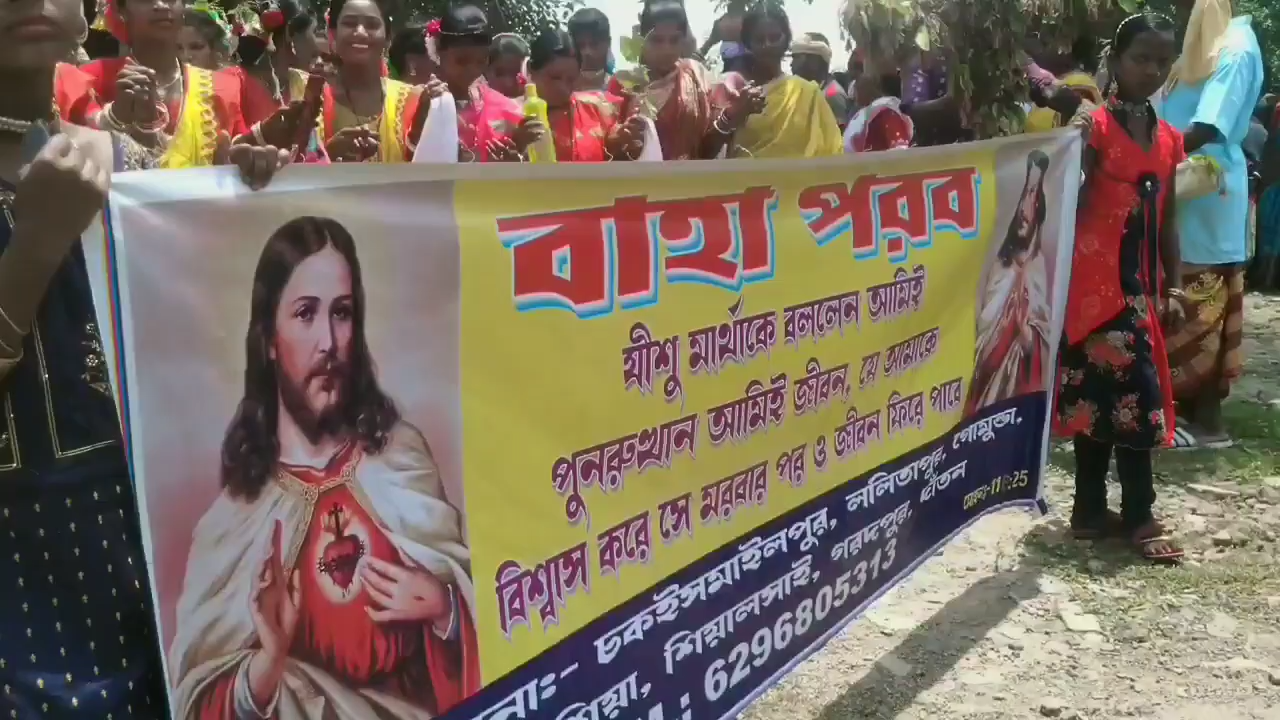 বাহা পরব
যীশু মার্থাকে বললেন আমিই
পুনরুত্থান আমিই জীবন, যে আমাকে
বিশ্বাস করে সে মরবার পর ও জীবন ফিরে পাবে
চকইসমাইলপুর, ললিতাপুর, গোমুন্ডা,
শিয়ালসাই, গরদপুর, দাঁতন
6296805313